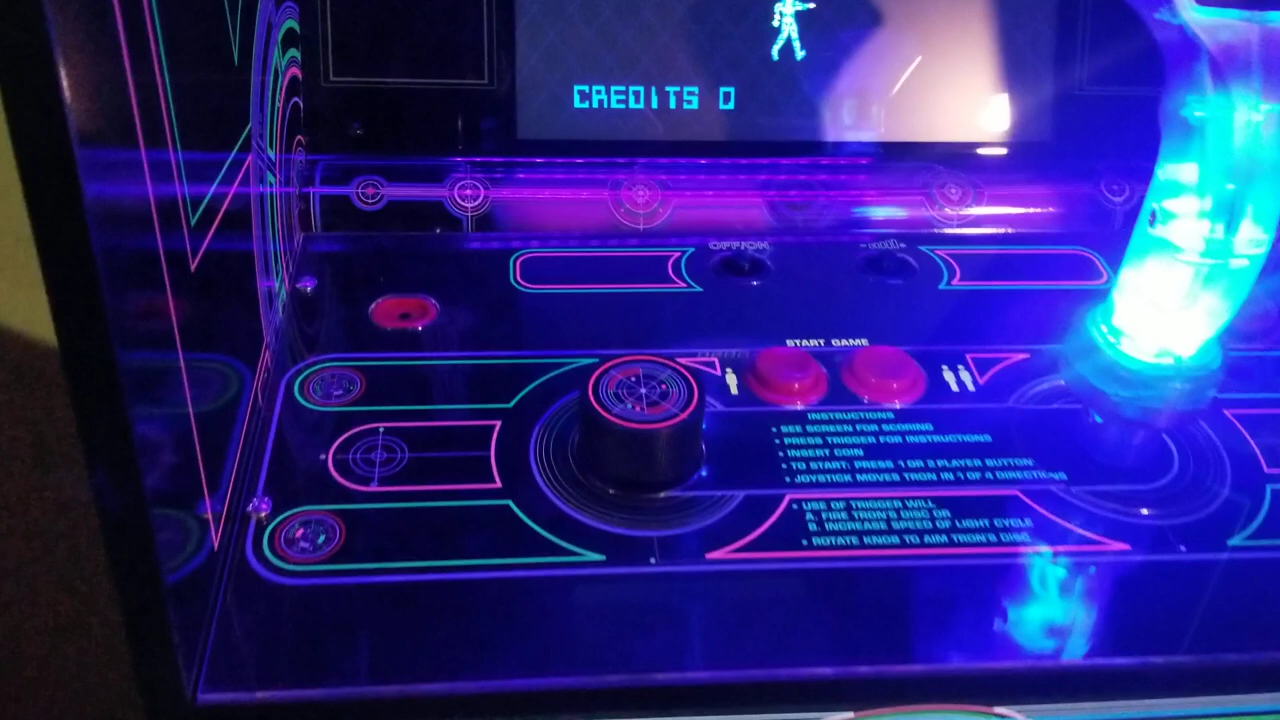 CREDITS 0
OFF/ON
START GAME
INSTRUCTIONS
• SEE SCREEN FOR SCORING
• PRESS TRIGGER FOR INSTRUCTIONS
• INSERT COIN
• TO START: PRESS 1 OR 2 PLAYER BUTTON
• JOYSTICK MOVES TRON IN 1 OF 4 DIRECTIONS
• USE OF TRIGGER WILL
A. FIRE TRON'S DISC OR
B. INCREASE SPEED OF LIGHT CYCLE
• ROTATE KNOB TO AIM TRON'S DISC